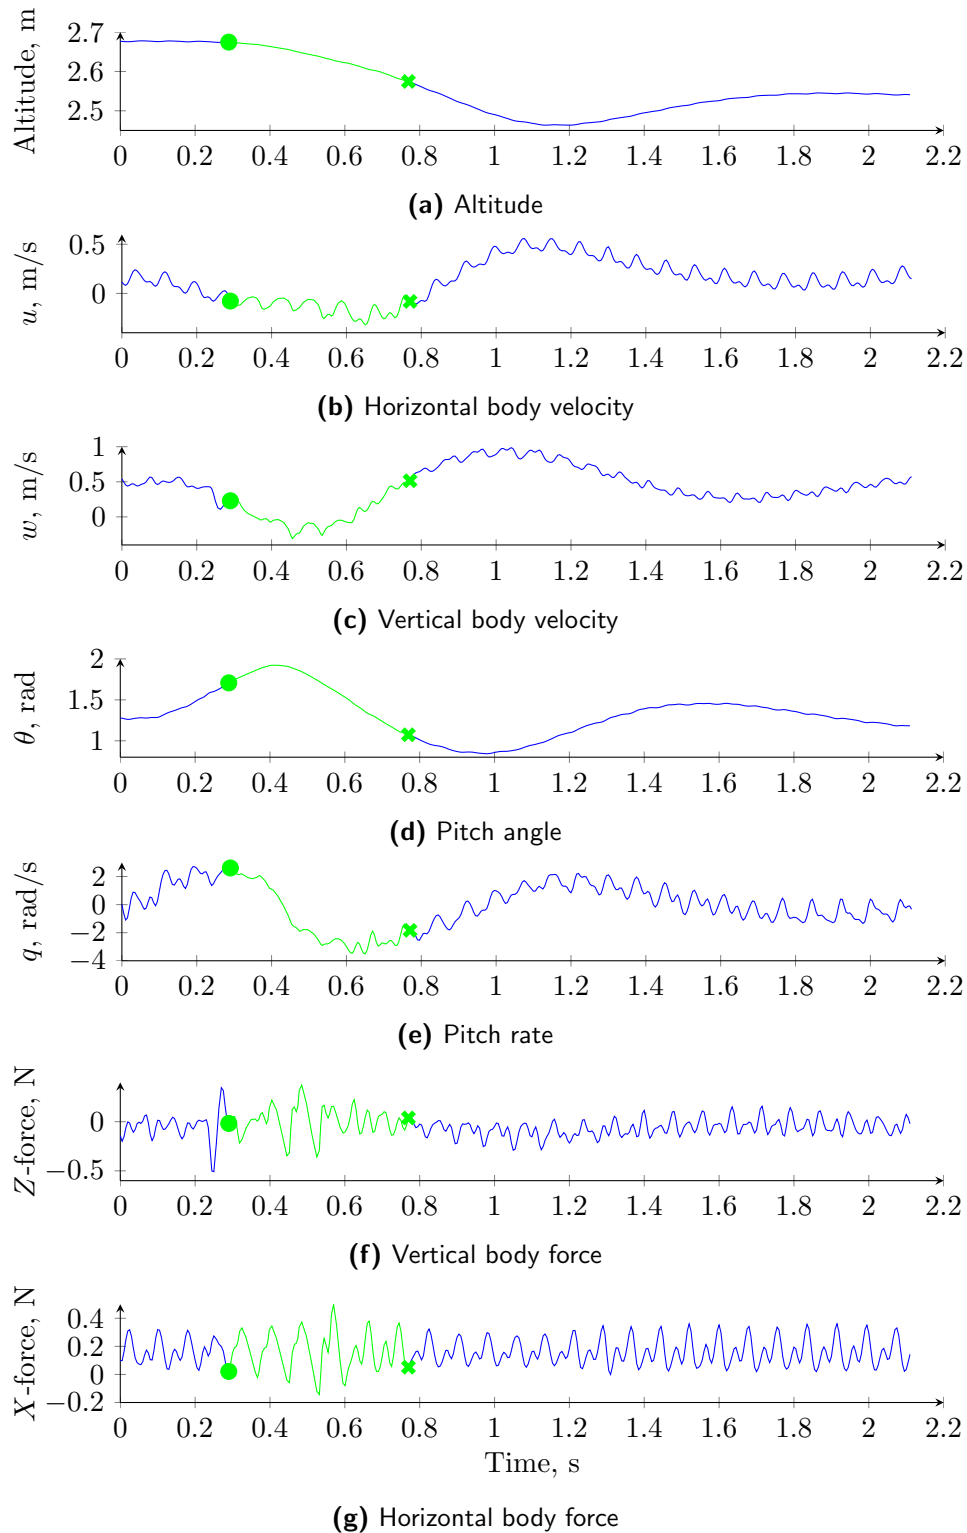 Altitude, m
2.7
2.6
2.5
0 0.2 0.4 0.6 0.8 1 1.2 1.4 1.6 1.8 2 2.2
(a) Altitude
u, m/s
0.5
0
0 0.2 0.4 0.6 0.8 1 1.2 1.4 1.6 1.8 2 2.2
(b) Horizontal body velocity
w, m/s
1
0.5
0
0 0.2 0.4 0.6 0.8 1 1.2 1.4 1.6 1.8 2 2.2
(c) Vertical body velocity
θ, rad
2
1.5
1
0 0.2 0.4 0.6 0.8 1 1.2 1.4 1.6 1.8 2 2.2
(d) Pitch angle
q, rad/s
2
0
−2
−4
0 0.2 0.4 0.6 0.8 1 1.2 1.4 1.6 1.8 2 2.2
(e) Pitch rate
Z-force, N
0
−0.5
0 0.2 0.4 0.6 0.8 1 1.2 1.4 1.6 1.8 2 2.2
(f) Vertical body force
X-force, N
0.4
0.2
0
−0.2
0 0.2 0.4 0.6 0.8 1 1.2 1.4 1.6 1.8 2 2.2
Time, s
(g) Horizontal body force